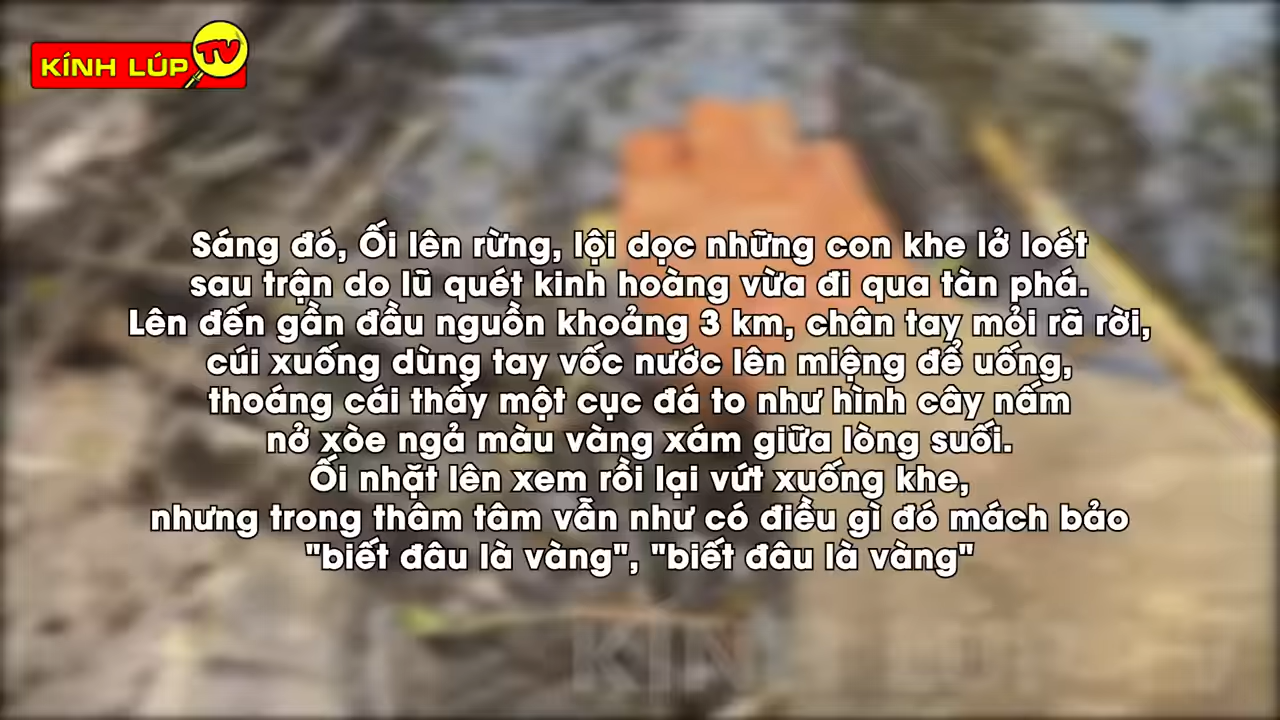 KÍNH LÚP TV
Sáng đó, Ối lên rừng, lội dọc những con khe lở loét
sau trận do lũ quét kinh hoàng vừa đi qua tàn phá.
Lên đến gần đầu nguồn khoảng 3 km, chân tay mỏi rã rời,
cúi xuống dùng tay vốc nước lên miệng để uống,
thoáng cái thấy một cục đá to như hình cây nấm
nở xòe ngả màu vàng xám giữa lòng suối.
Ối nhặt lên xem rồi lại vứt xuống khe,
nhưng trong thâm tâm vẫn như có điều gì đó mách bảo
"biết đâu là vàng", "biết đâu là vàng"
KÍNH LÚP TV